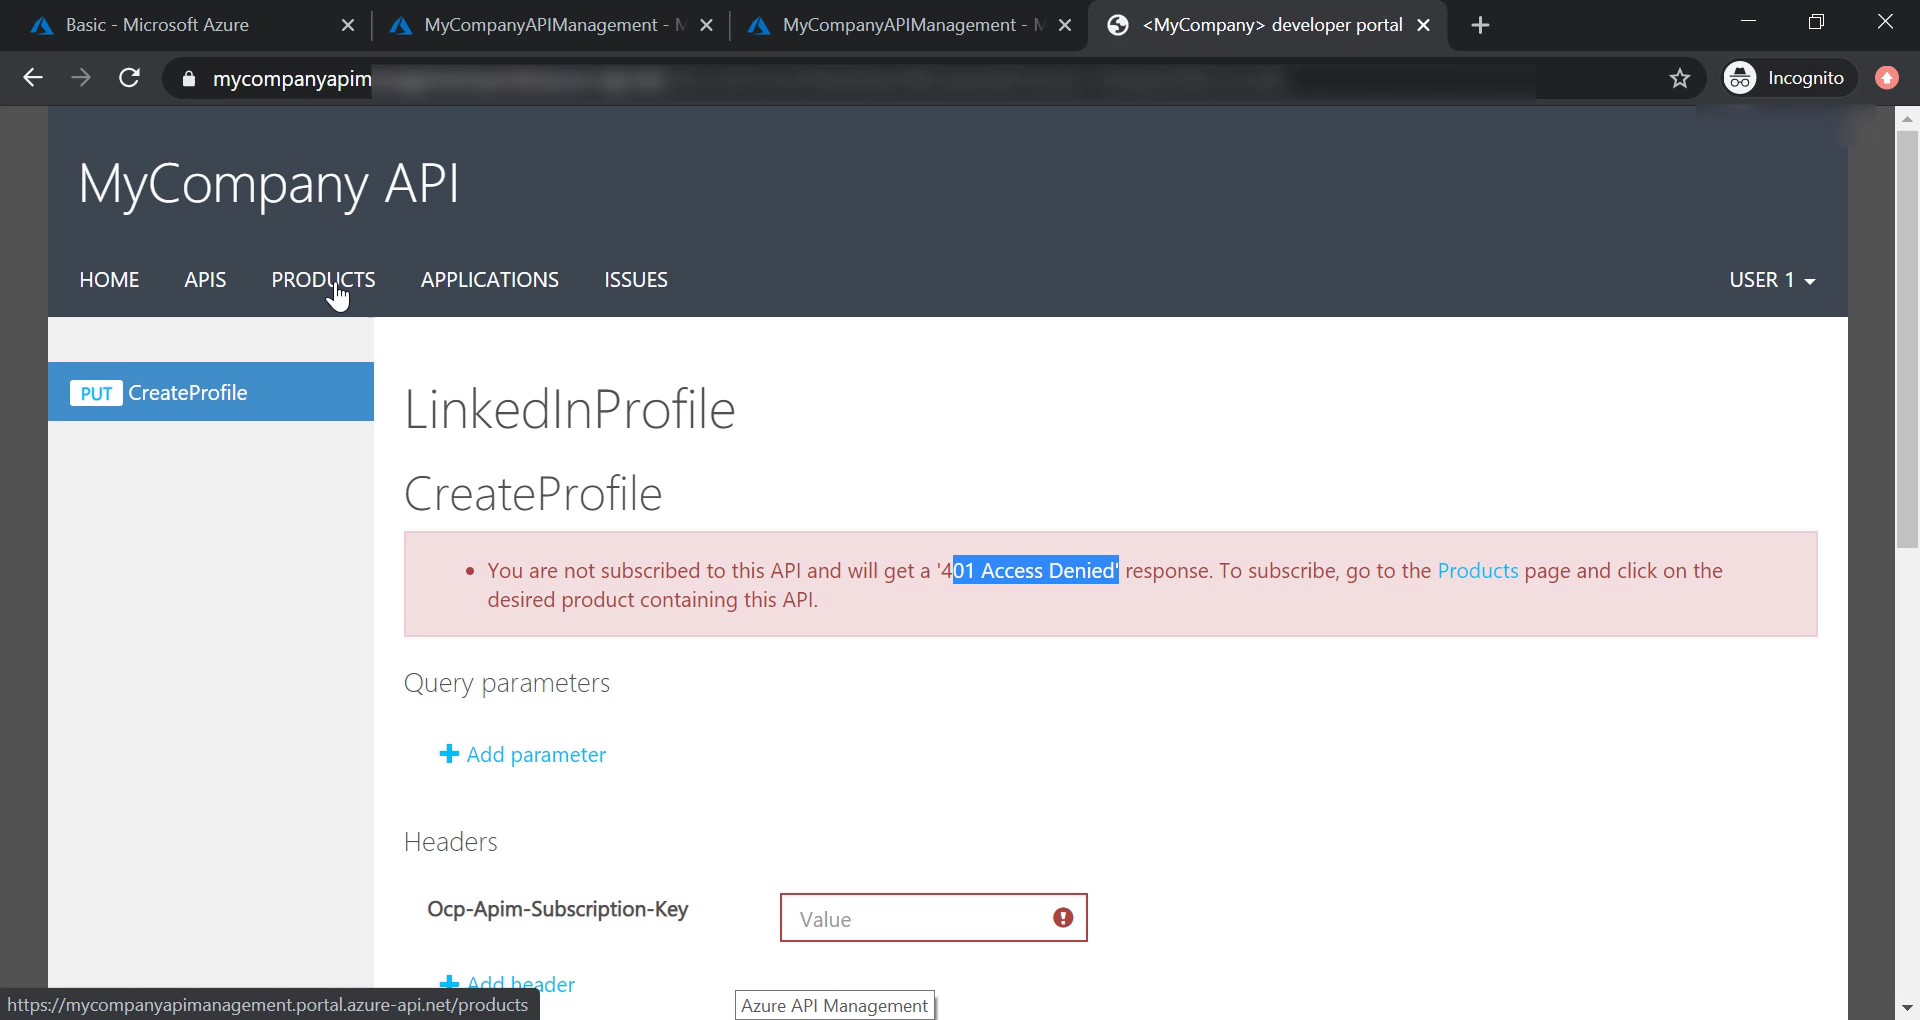 Basic - Microsoft Azure
MyCompanyAPIManagement - M
MyCompanyAPIManagement - M
<MyCompany> developer portal
mycompanyapim
Incognito
MyCompany API
HOME
APIS
PRODUCTS
APPLICATIONS
ISSUES
USER 1
PUT CreateProfile
LinkedInProfile
CreateProfile
You are not subscribed to this API and will get a '401 Access Denied' response. To subscribe, go to the Products page and click on the
desired product containing this API.
Query parameters
Add parameter
Headers
Ocp-Apim-Subscription-Key
Value
Add header
https://mycompanyapimanagement.portal.azure-api.net/products
Azure API Management